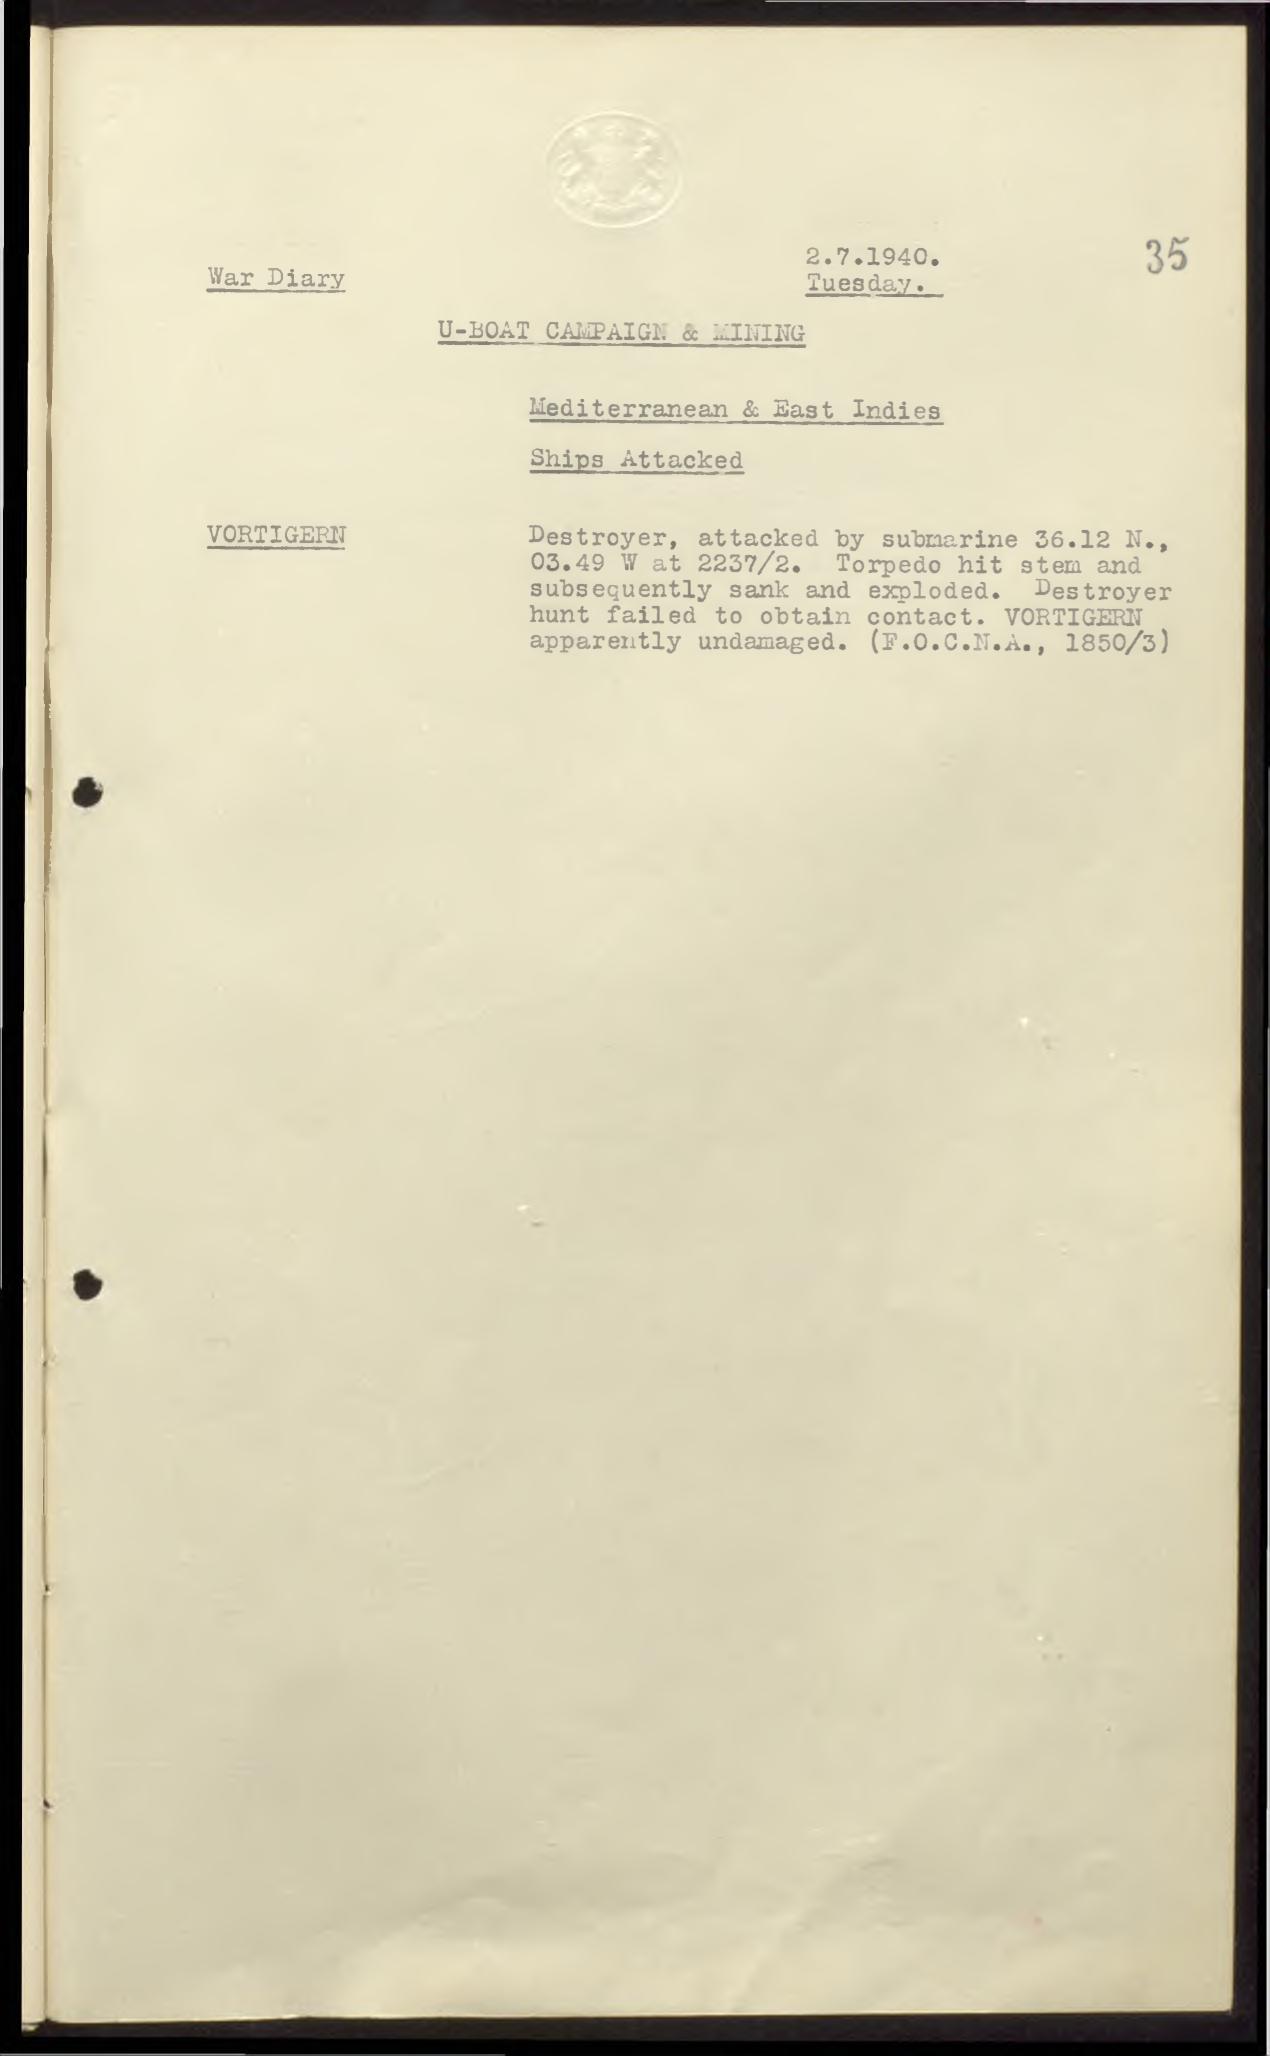 2.7.1940.
35
War Diary
Tuesday.
U-BOAT CAMPAIGN & MINING
Mediterranean & East Indies
Ships Attacked
VORTIGERN
Destroyer, attacked by submarine 36.12 N.,
03.49 W at 2237/2. Torpedo hit stem and
subsequently sank and exploded. Destroyer
hunt failed to obtain contact. VORTIGERN
apparently undamaged. (F.O.C.N.A., 1850/3)